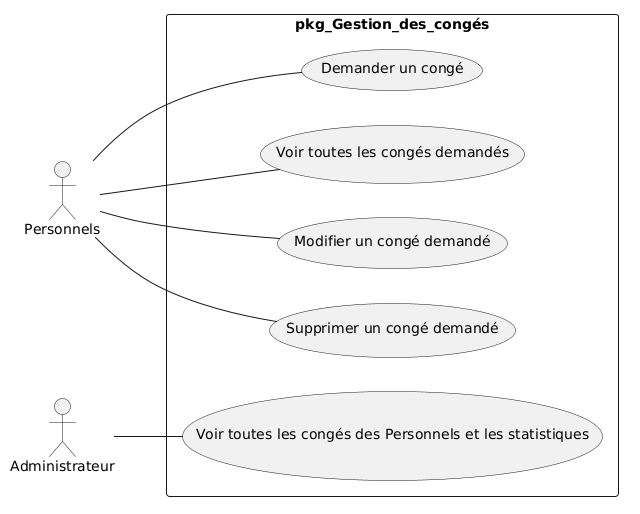 pkg_Gestion_des_congés
Demander un congé
Voir toutes les congés demandés
Personnels
Modifier un congé demandé
Supprimer un congé demandé
Voir toutes les congés des Personnels et les statistiques
Administrateur